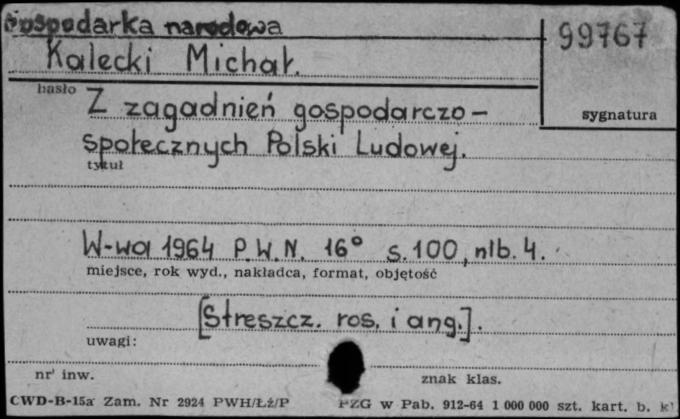 Gospodarka narodowa
99767
Kalecki Michał.
hasło
sygnatura
Z zagadnień gospodarczo-
społecznych Polski Ludowej.
tytuł
W-wa 1964 P.W.N. 16° s.100, nlb. 4.
miejsce, rok wyd., nakładca, format, objętość
[Streszcz. ros. i ang.].
uwagi:
nr inw.
znak klas.
CWD-B-15a Zam. Nr 2924 PWH/Łź/P PZG w Pab. 912-64 1 000 000 szt. kart. b. kl